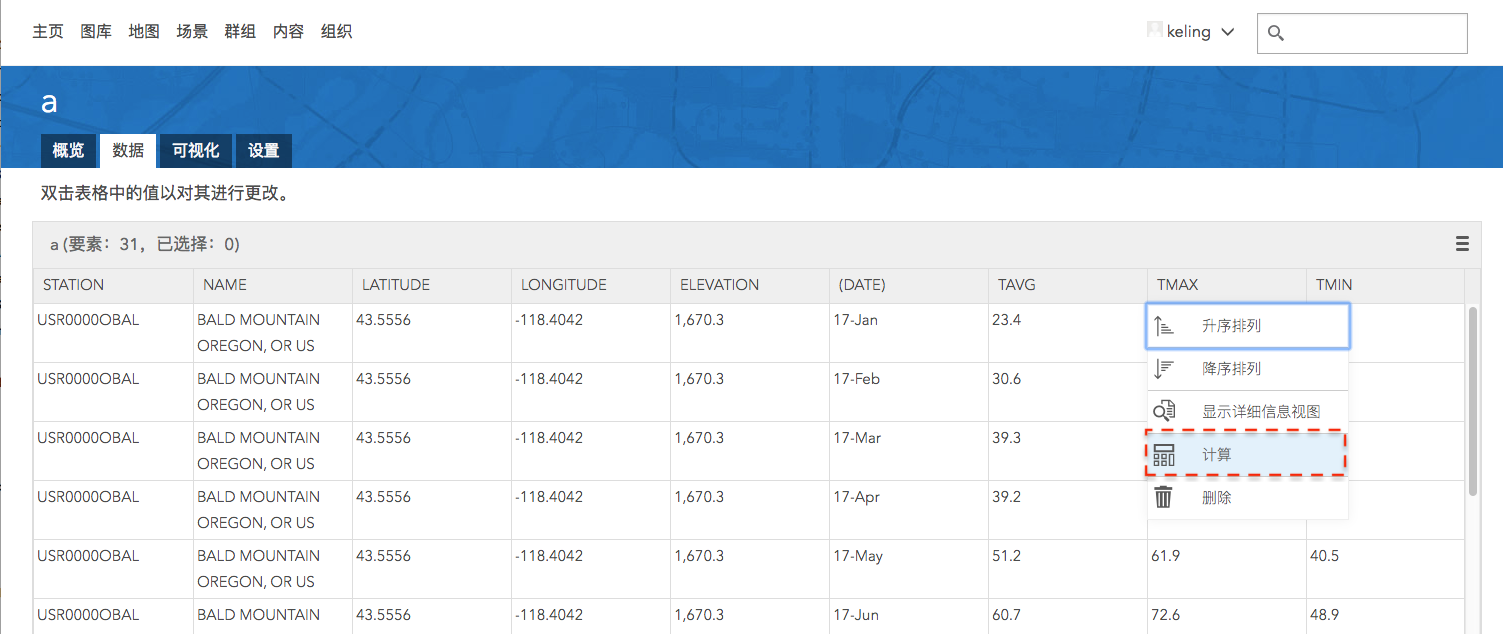 主页 图库 地图 场景 群组 内容 组织 keling
a
概览 数据 可视化 设置
双击表格中的值以对其进行更改。
a (要素：31，已选择：0)
STATION NAME LATITUDE LONGITUDE ELEVATION (DATE) TAVG TMAX TMIN
USR0000OBAL BALD MOUNTAIN 43.5556 -118.4042 1,670.3 17-Jan 23.4 升序排列
OREGON, OR US
USR0000OBAL BALD MOUNTAIN 43.5556 -118.4042 1,670.3 17-Feb 30.6 降序排列
OREGON, OR US 显示详细信息视图
USR0000OBAL BALD MOUNTAIN 43.5556 -118.4042 1,670.3 17-Mar 39.3
OREGON, OR US 计算
USR0000OBAL BALD MOUNTAIN 43.5556 -118.4042 1,670.3 17-Apr 39.2 删除
OREGON, OR US
USR0000OBAL BALD MOUNTAIN 43.5556 -118.4042 1,670.3 17-May 51.2 61.9 40.5
OREGON, OR US
USR0000OBAL BALD MOUNTAIN 43.5556 -118.4042 1,670.3 17-Jun 60.7 72.6 48.9